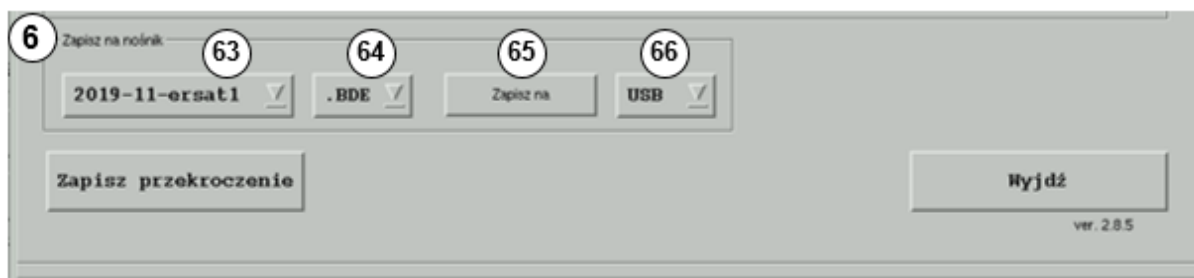 6 Zapisz na nośnik 63 64 65 66
2019-11-ersat1 .BDE Zapisz na USB
Zapisz przekroczenie Wyjdź
ver. 2.8.5